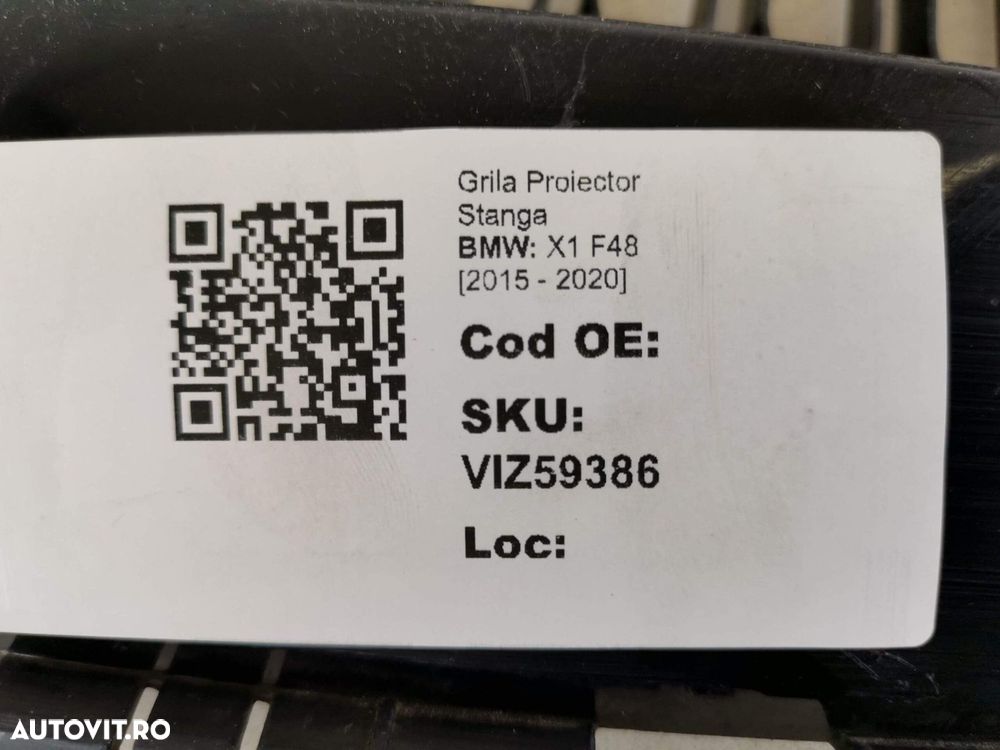 Grila Proiector
Stanga
BMW: X1 F48
[2015 - 2020]
Cod OE:
SKU:
VIZ59386
Loc:
AUTOVIT.RO